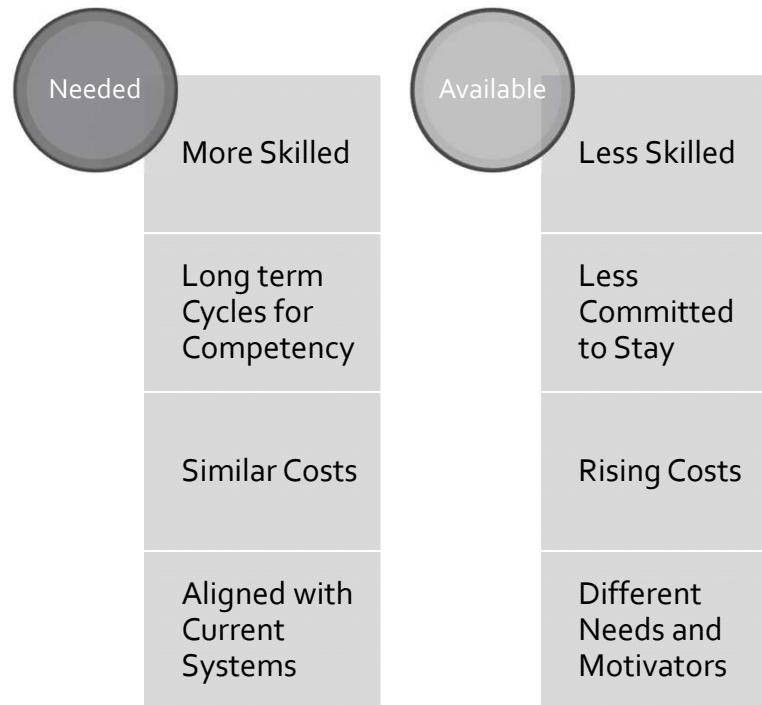 Needed
More Skilled
Long term
Cycles for
Competency
Similar Costs
Aligned with
Current
Systems
Available
Less Skilled
Less
Committed
to Stay
Rising Costs
Different
Needs and
Motivators